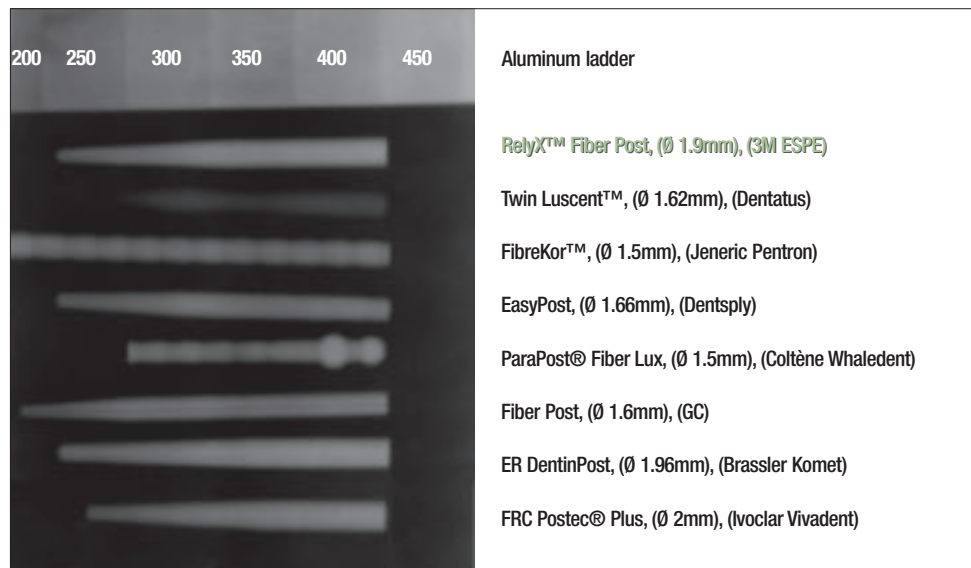 200 250 300 350 400 450 Aluminum ladder
RelyX™ Fiber Post, (Ø 1.9mm), (3M ESPE)
Twin Luscent™, (Ø 1.62mm), (Dentatus)
FibreKor™, (Ø 1.5mm), (Jeneric Pentron)
EasyPost, (Ø 1.66mm), (Dentsply)
ParaPost® Fiber Lux, (Ø 1.5mm), (Coltène Whaledent)
Fiber Post, (Ø 1.6mm), (GC)
ER DentinPost, (Ø 1.96mm), (Brassler Komet)
FRC Postec® Plus, (Ø 2mm), (Ivoclar Vivadent)